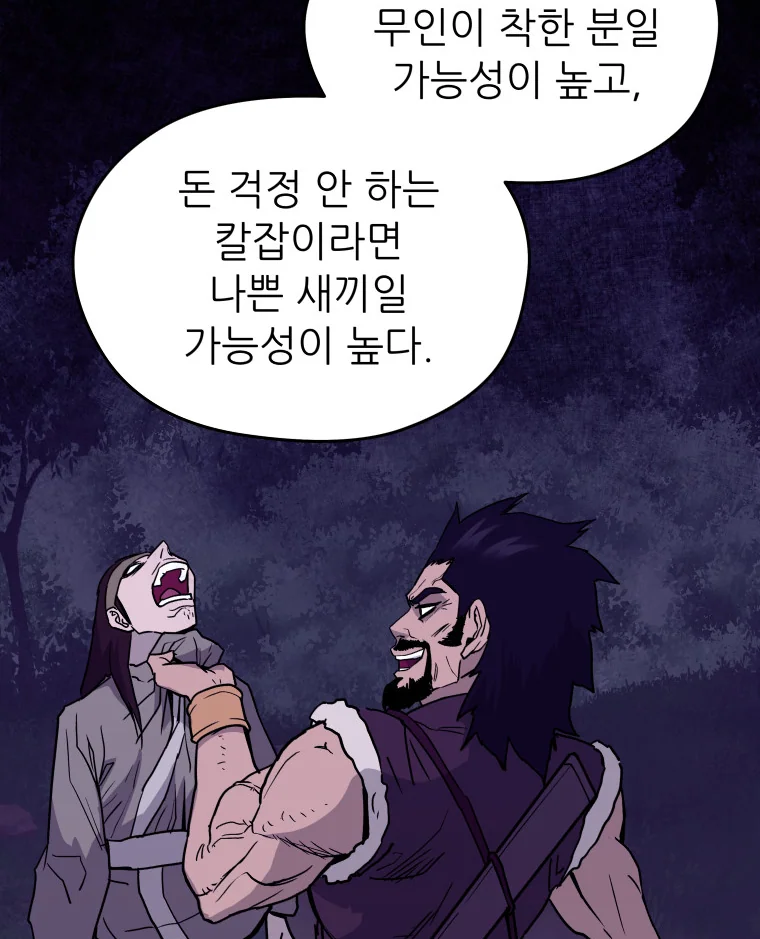 무인이 착한 분일
가능성이 높고,
돈 걱정 안 하는
칼잡이라면
나쁜 새끼일
가능성이 높다.